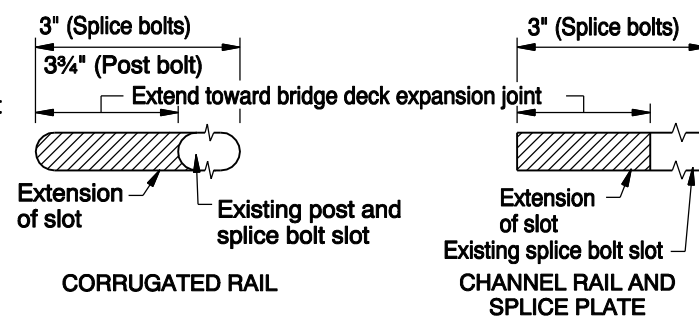 3" (Splice bolts)
3¾" (Post bolt)
3" (Splice bolts)
Extend toward bridge deck expansion joint
Extension
of slot
Existing post and
splice bolt slot
Extension
of slot
Existing splice bolt slot
CORRUGATED RAIL
CHANNEL RAIL AND
SPLICE PLATE